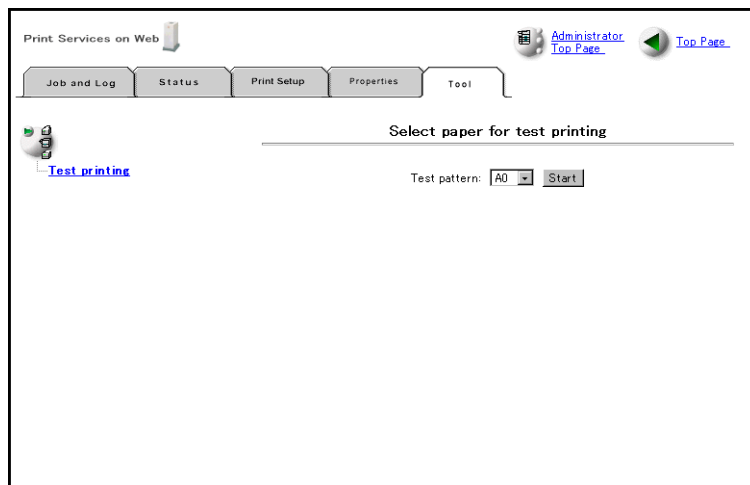 Print Services on Web
Administrator
Top Page
Top Page
Job and Log
Status
Print Setup
Properties
Tool
Select paper for test printing
Test printing
Test pattern: A0 Start